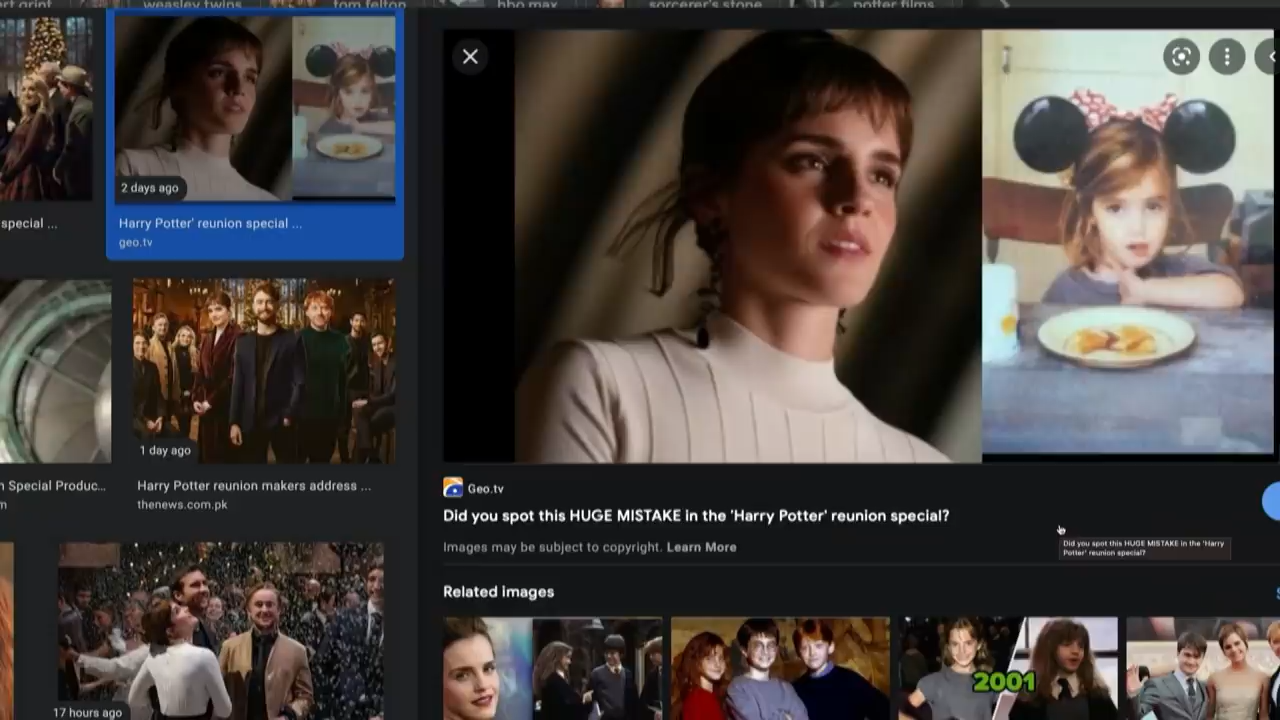 ert grint
weasley twins
tom felton
hbo max
sorcerer's stone
potter films
2 days ago
special ...
Harry Potter' reunion special ...
geo.tv
1 day ago
n Special Produc...
m
Harry Potter reunion makers address ...
thenews.com.pk
17 hours ago
Geo.tv
Did you spot this HUGE MISTAKE in the 'Harry Potter' reunion special?
Images may be subject to copyright. Learn More
Did you spot this HUGE MISTAKE in the 'Harry
Potter' reunion special?
Related images
2001